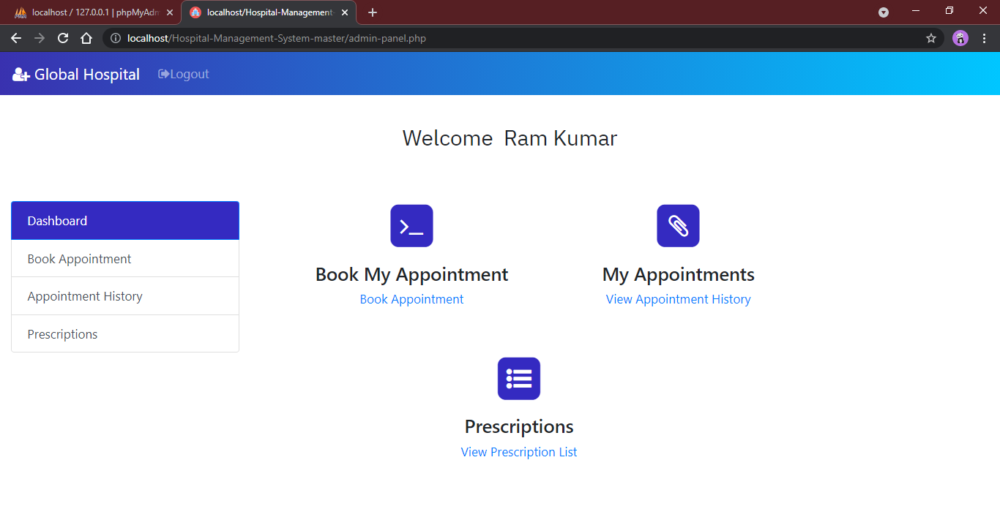 localhost / 127.0.0.1 | phpMyAdm
localhost/Hospital-Management-
localhost/Hospital-Management-System-master/admin-panel.php
Global Hospital
Logout
Welcome Ram Kumar
Dashboard
Book Appointment
Appointment History
Prescriptions
Book My Appointment
Book Appointment
My Appointments
View Appointment History
Prescriptions
View Prescription List